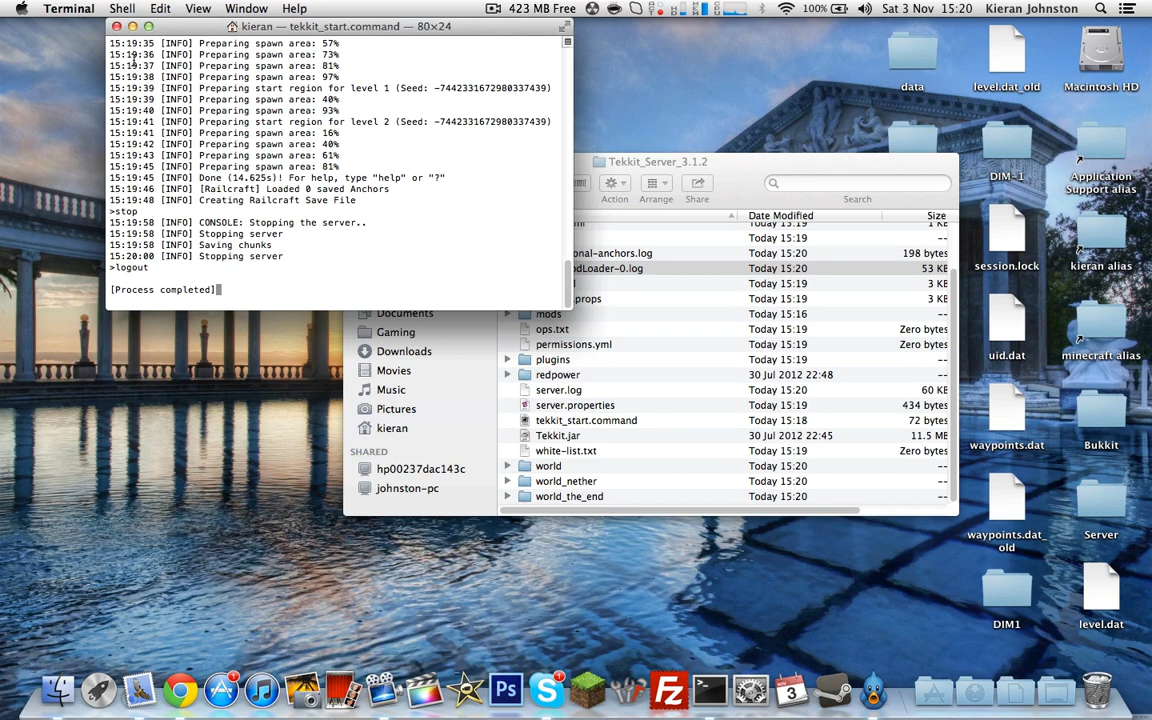 Terminal Shell Edit View Window Help 423 MB Free 100% Sat 3 Nov 15:20 Kieran Johnston
kieran — tekkit_start.command — 80×24
15:19:35 [INFO] Preparing spawn area: 57%
15:19:36 [INFO] Preparing spawn area: 73%
15:19:37 [INFO] Preparing spawn area: 81%
15:19:38 [INFO] Preparing spawn area: 97%
15:19:39 [INFO] Preparing start region for level 1 (Seed: -7442331672980337439)
15:19:39 [INFO] Preparing spawn area: 40%
15:19:40 [INFO] Preparing spawn area: 93%
15:19:41 [INFO] Preparing start region for level 2 (Seed: -7442331672980337439)
15:19:41 [INFO] Preparing spawn area: 16%
15:19:42 [INFO] Preparing spawn area: 40%
15:19:43 [INFO] Preparing spawn area: 61%
15:19:45 [INFO] Preparing spawn area: 81%
15:19:45 [INFO] Done (14.625s)! For help, type "help" or "?"
15:19:46 [INFO] [Railcraft] Loaded 0 saved Anchors
15:19:48 [INFO] Creating Railcraft Save File
>stop
15:19:58 [INFO] CONSOLE: Stopping the server..
15:19:58 [INFO] Stopping server
15:19:58 [INFO] Saving chunks
15:20:00 [INFO] Stopping server
>logout
[Process completed]
Tekkit_Server_3.1.2
Action Arrange Share Search
Date Modified Size
Today 15:19 1 KB
Today 15:19 --
onal-anchors.log Today 15:20 198 bytes
odLoader-0.log Today 15:20 53 KB
Today 15:19 3 KB
.props Today 15:19 3 KB
mods Today 15:16 --
ops.txt Today 15:19 Zero bytes
permissions.yml Today 15:19 Zero bytes
plugins Today 15:19 --
redpower 30 Jul 2012 22:48 --
server.log Today 15:20 60 KB
server.properties Today 15:19 434 bytes
tekkit_start.command Today 15:18 72 bytes
Tekkit.jar 30 Jul 2012 22:45 11.5 MB
white-list.txt Today 15:19 Zero bytes
world Today 15:20 --
world_nether Today 15:20 --
world_the_end Today 15:20 --
Documents
Gaming
Downloads
Movies
Music
Pictures
kieran
SHARED
hp00237dac143c
johnston-pc
data
level.dat_old
Macintosh HD
DIM-1
Application Support alias
session.lock
kieran alias
uid.dat
minecraft alias
waypoints.dat
Bukkit
waypoints.dat_old
Server
DIM1
level.dat
1
Ps
1
Fz
NOV
3